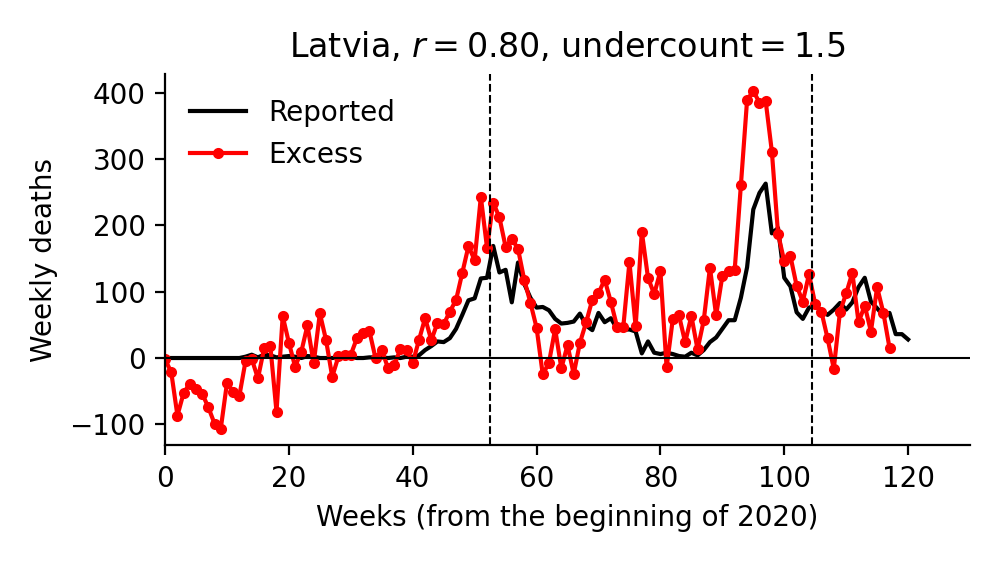 Latvia, r = 0.80, undercount = 1.5
Reported
Excess
Weekly deaths
400
300
200
100
0
−100
0 20 40 60 80 100 120
Weeks (from the beginning of 2020)